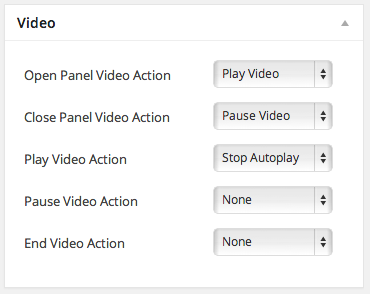 Video
Open Panel Video Action Play Video
Close Panel Video Action Pause Video
Play Video Action Stop Autoplay
Pause Video Action None
End Video Action None